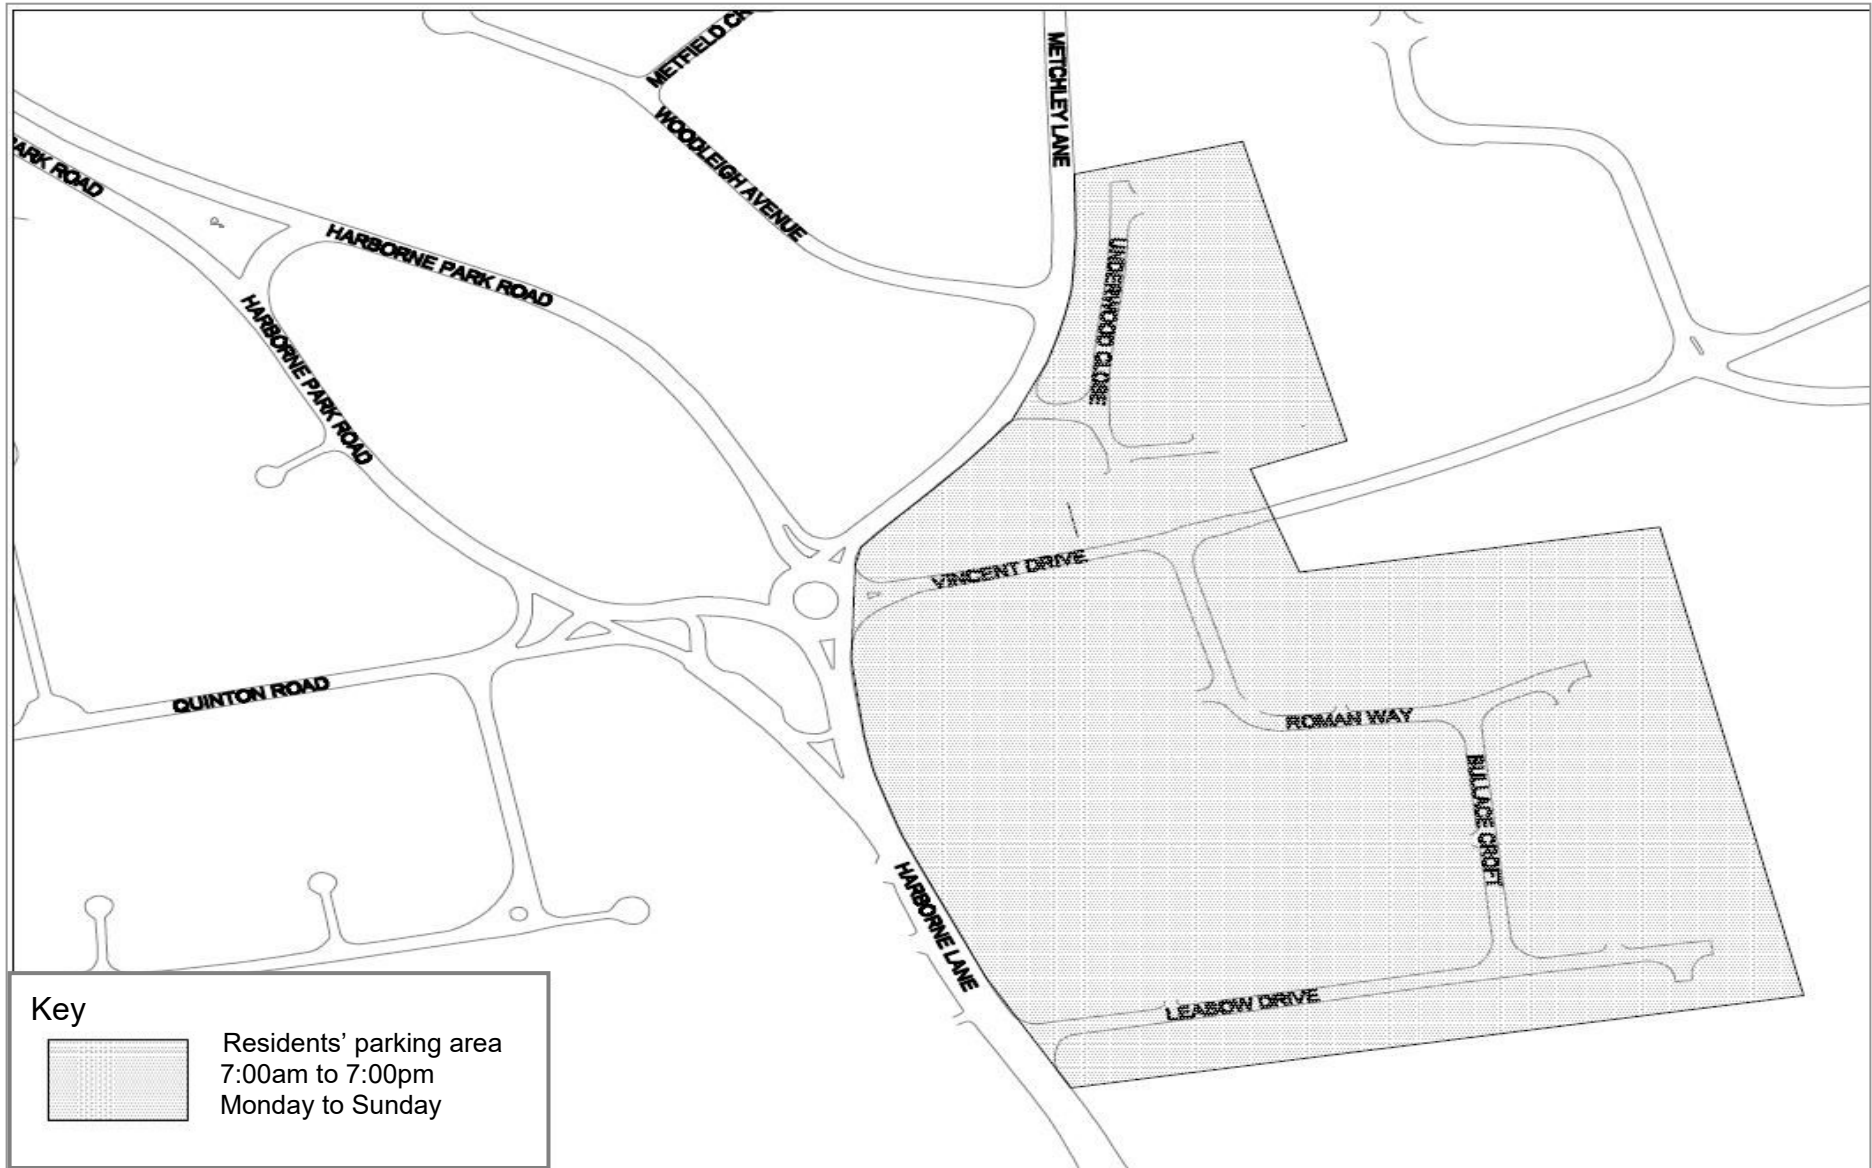 METFIELD CR
METCHLEY LANE
WOODLEIGH AVENUE
ARK ROAD
HARBORNE PARK ROAD
UNDERWOOD CLOSE
HARBORNE PARK ROAD
VINCENT DRIVE
QUINTON ROAD
ROMAN WAY
BULLACE CROFT
HARBORNE LANE
LEABOW DRIVE
Key
Residents’ parking area
7:00am to 7:00pm
Monday to Sunday